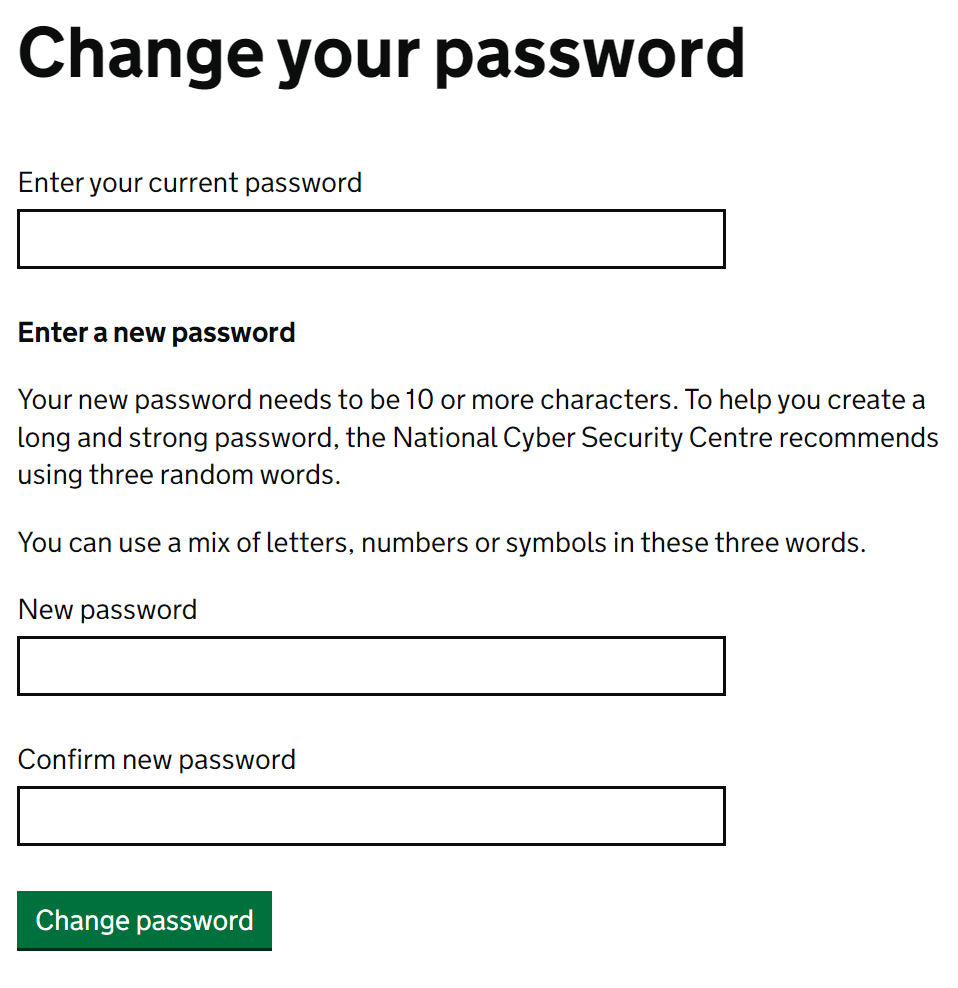 Change your password
Enter your current password
Enter a new password
Your new password needs to be 10 or more characters. To help you create a
long and strong password, the National Cyber Security Centre recommends
using three random words.
You can use a mix of letters, numbers or symbols in these three words.
New password
Confirm new password
Change password